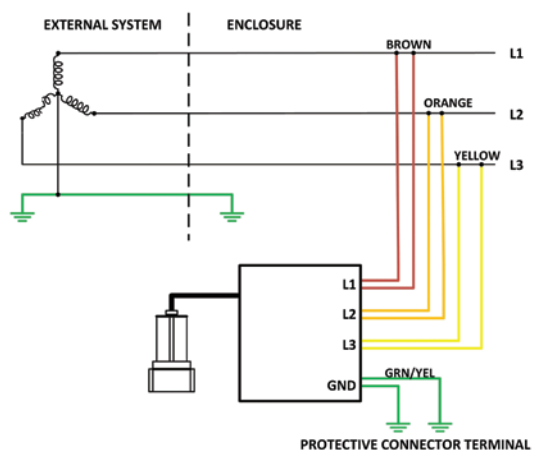 EXTERNAL SYSTEM
ENCLOSURE
BROWN
L1
ORANGE
L2
YELLOW
L3
L1
L2
L3
GND
GRN/YEL
PROTECTIVE CONNECTOR TERMINAL